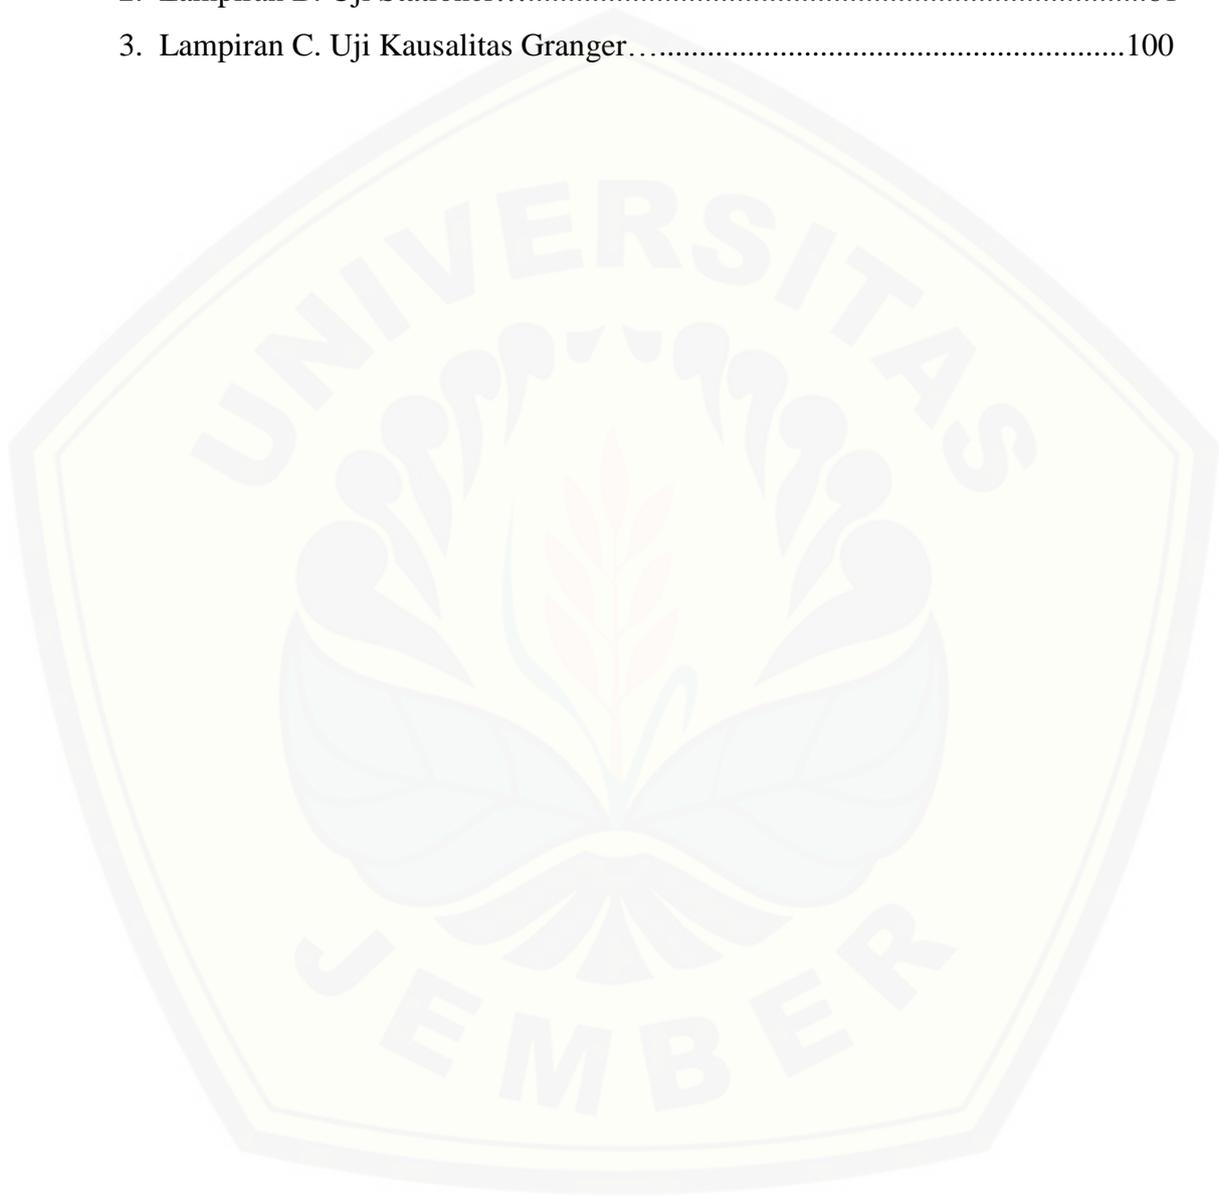 3. Lampiran C. Uji Kausalitas Granger……………………………………………100
UNIVERSITAS
JEMBER